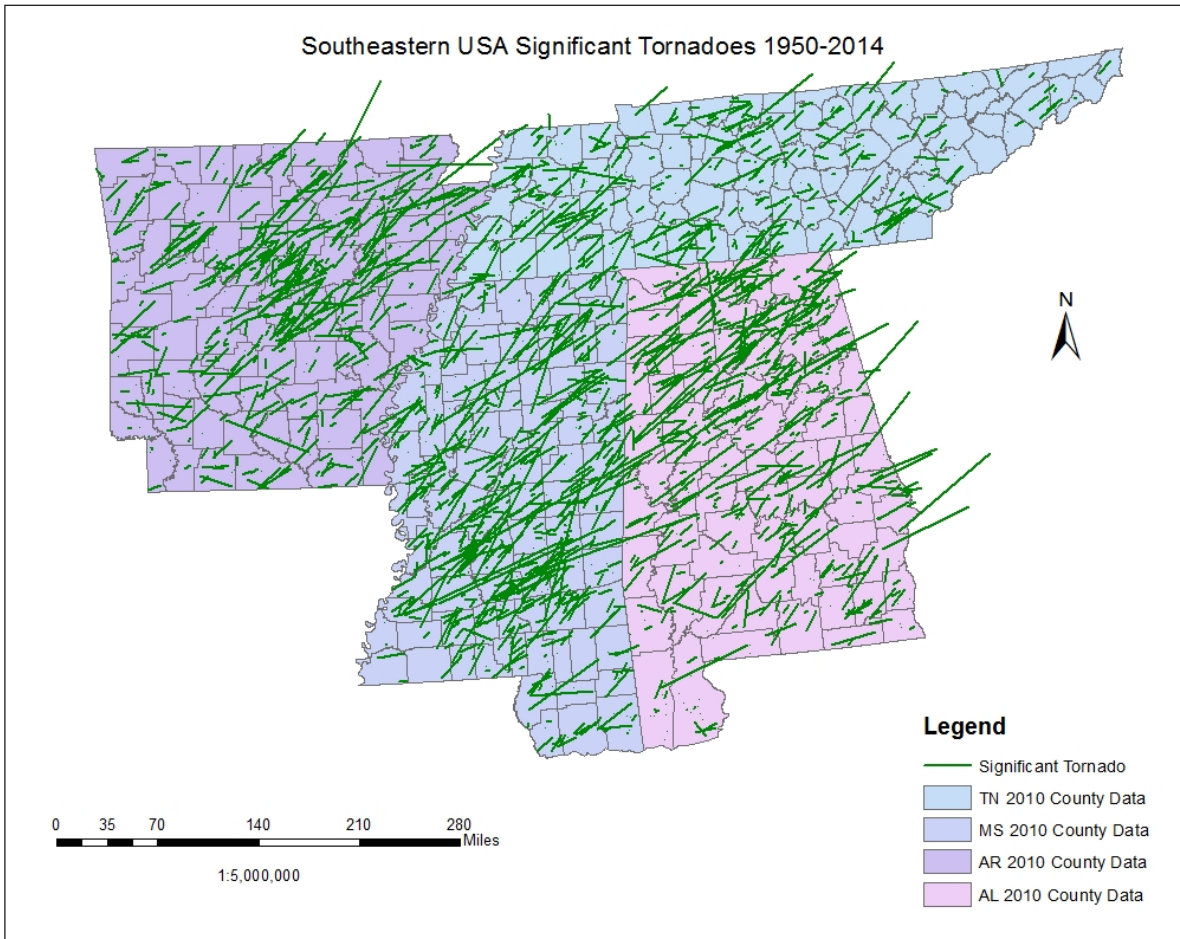 Southeastern USA Significant Tornadoes 1950-2014
N
Legend
Significant Tornado
TN 2010 County Data
MS 2010 County Data
AR 2010 County Data
AL 2010 County Data
0 35 70 140 210 280
Miles
1:5,000,000